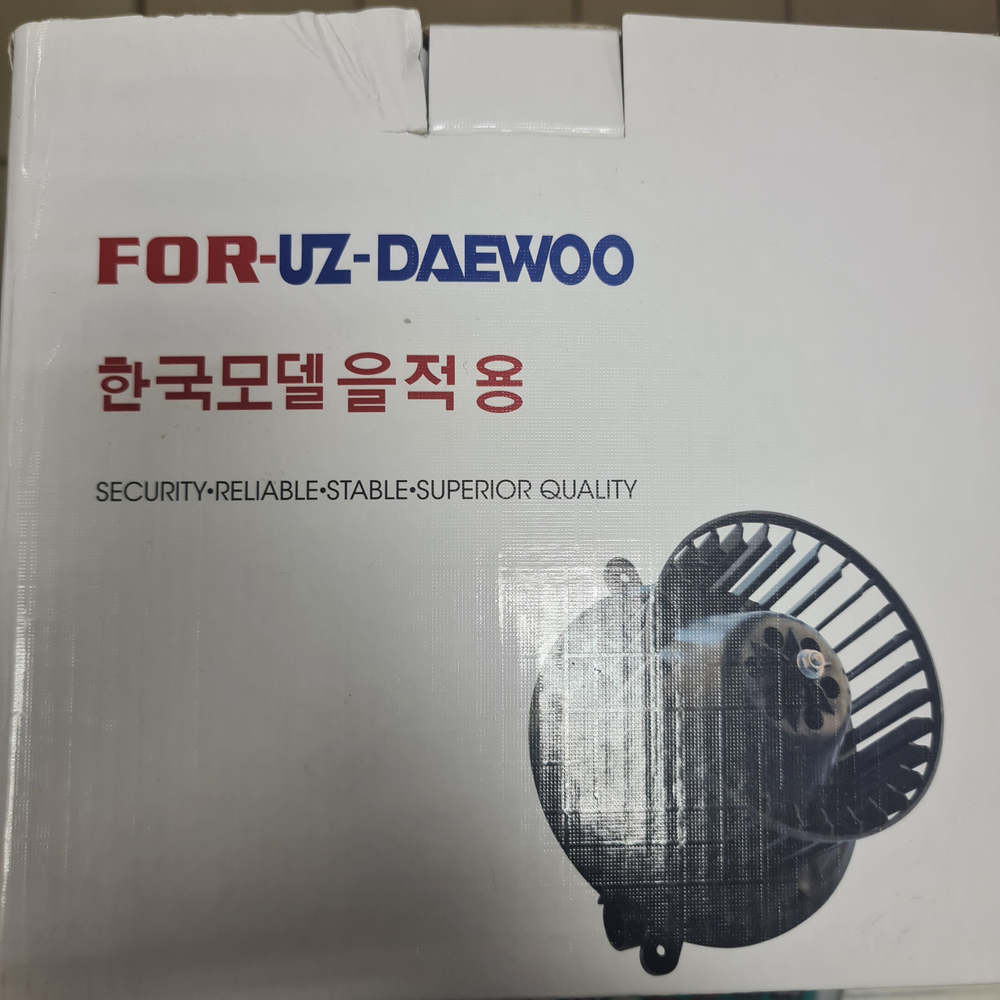 FOR-UZ-DAEWOO
한국모델을적용
SECURITY•RELIABLE•STABLE•SUPERIOR QUALITY